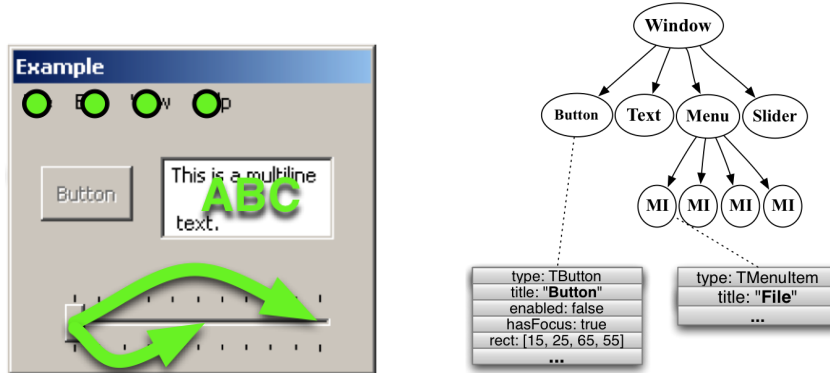 Example
Button
This is a multiline
ABC
text.
Window
Button Text Menu Slider
MI MI MI MI
type: TButton
title: "Button"
enabled: false
hasFocus: true
rect: [15, 25, 65, 55]
...
type: TMenuItem
title: "File"
...